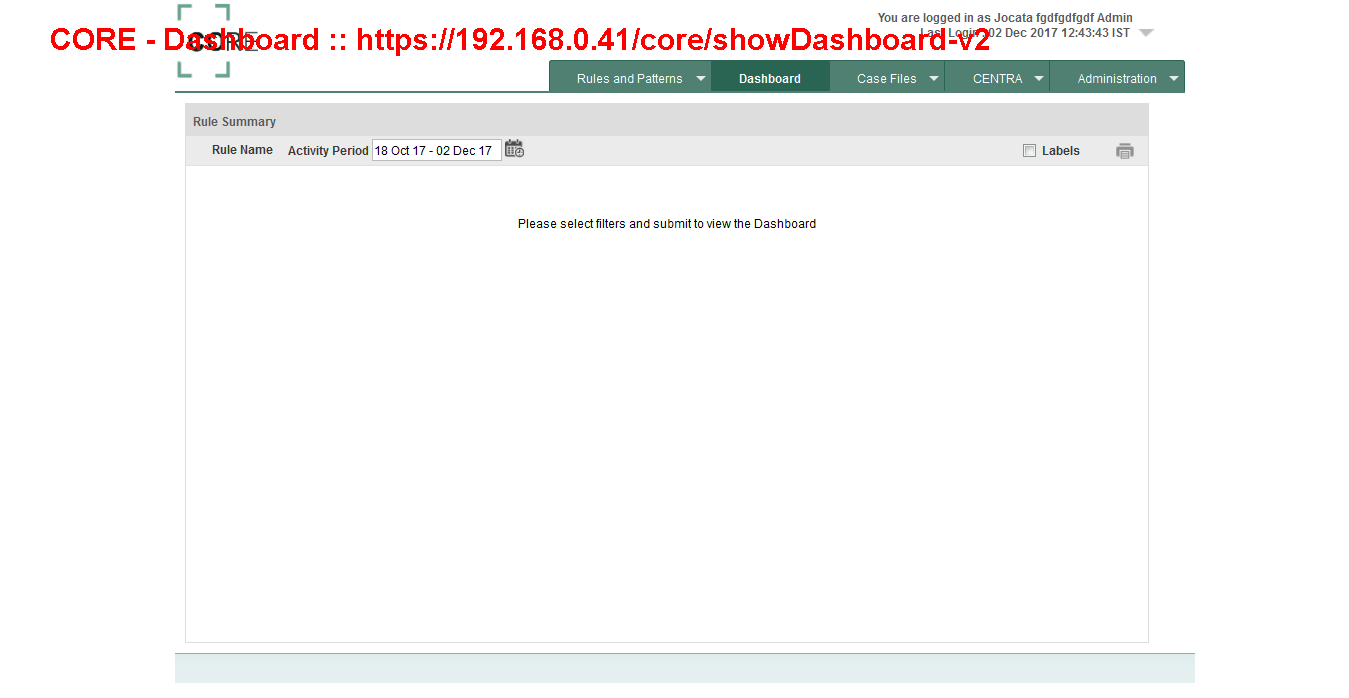 You are logged in as Jocata fgdfgdfgdf Admin
CORE - Dashboard :: https://192.168.0.41/core/showDashboard-v2
CORE
Last Login :02 Dec 2017 12:43:43 IST
Rules and Patterns Dashboard Case Files CENTRA Administration
Rule Summary
Rule Name Activity Period 18 Oct 17 - 02 Dec 17 Labels
Please select filters and submit to view the Dashboard